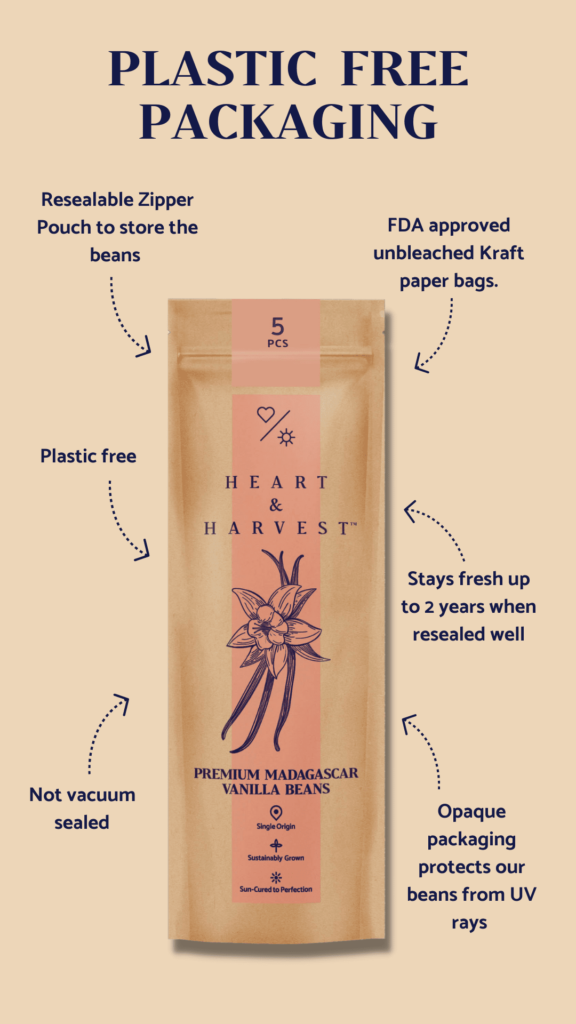 PLASTIC FREE
PACKAGING
Resealable Zipper
Pouch to store the
beans
FDA approved
unbleached Kraft
paper bags.
5
PCS
Plastic free
HEART
&
HARVEST™
Stays fresh up
to 2 years when
resealed well
Not vacuum
sealed
PREMIUM MADAGASCAR
VANILLA BEANS
Single Origin
Sustainably Grown
Sun-Cured to Perfection
Opaque
packaging
protects our
beans from UV
rays